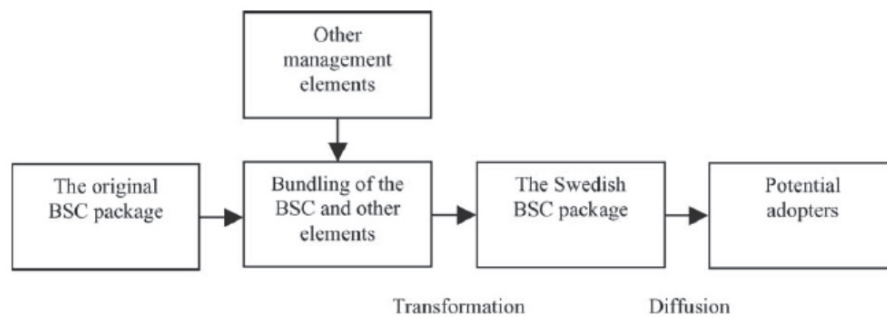 Other
management
elements
The original
BSC package
Bundling of the
BSC and other
elements
The Swedish
BSC package
Potential
adopters
Transformation
Diffusion